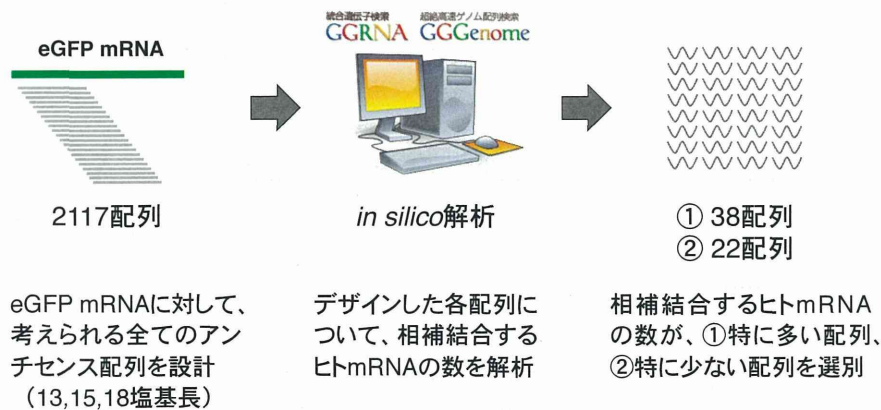 統合遺伝子検索 超絶高速ゲノム配列検索
GGRNA GGGenome
eGFP mRNA
2117配列
in silico解析
① 38配列
② 22配列
eGFP mRNAに対して、
考えられる全てのアン
チセンス配列を設計
（13,15,18塩基長）
デザインした各配列に
ついて、相補結合する
ヒトmRNAの数を解析
相補結合するヒトmRNA
の数が、①特に多い配列、
②特に少ない配列を選別